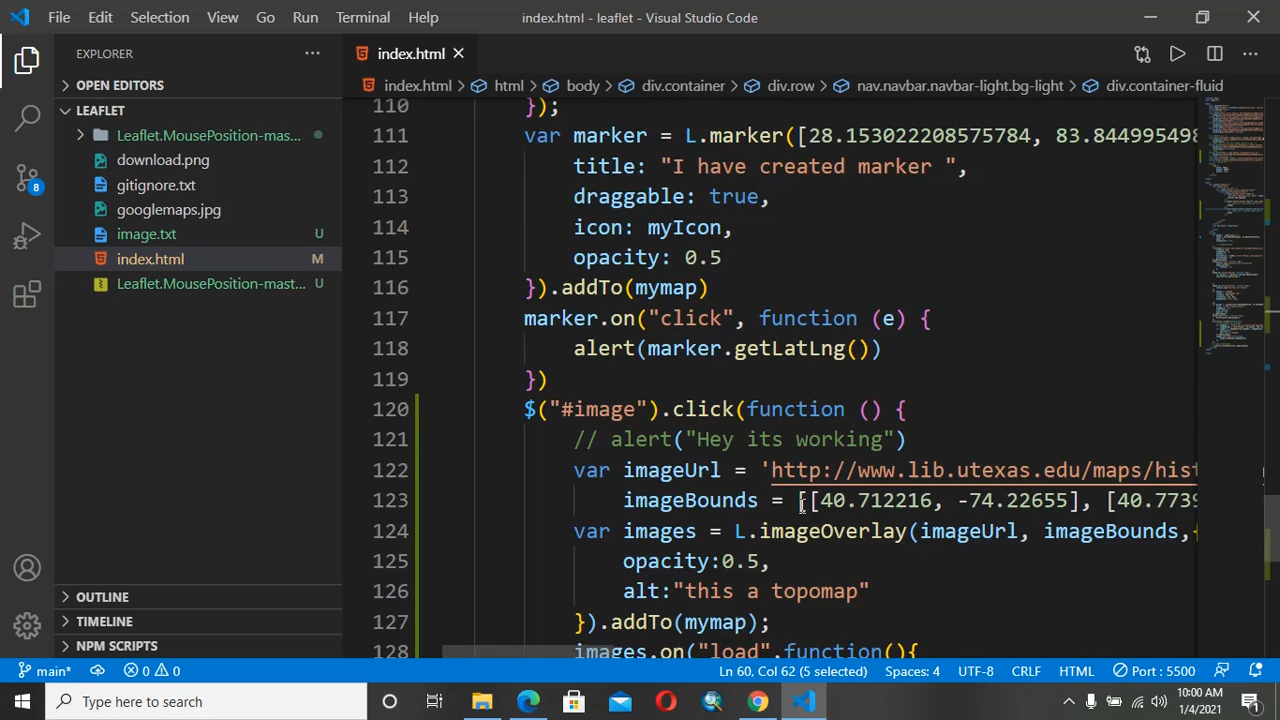 File Edit Selection View Go Run Terminal Help index.html - leaflet - Visual Studio Code
EXPLORER
index.html
OPEN EDITORS
index.html html body div.container div.row nav.navbar.navbar-light.bg-light div.container-fluid
LEAFLET
Leaflet.MousePosition-mas...
download.png
gitignore.txt
googlemaps.jpg
image.txt U
index.html M
Leaflet.MousePosition-mast... U
OUTLINE
TIMELINE
NPM SCRIPTS
8
110 });
111 var marker = L.marker([28.153022208575784, 83.844995498
112 title: "I have created marker ",
113 draggable: true,
114 icon: myIcon,
115 opacity: 0.5
116 }).addTo(mymap)
117 marker.on("click", function (e) {
118 alert(marker.getLatLng())
119 })
120 $("#image").click(function () {
121 // alert("Hey its working")
122 var imageUrl = 'http://www.lib.utexas.edu/maps/hist
123 imageBounds = [[40.712216, -74.22655], [40.7739
124 var images = L.imageOverlay(imageUrl, imageBounds,{
125 opacity:0.5,
126 alt:"this a topomap"
127 }).addTo(mymap);
128 images.on("load",function(){
main* 0 0 Ln 60, Col 62 (5 selected) Spaces: 4 UTF-8 CRLF HTML Port : 5500
Type here to search
10:00 AM
1/4/2021
1